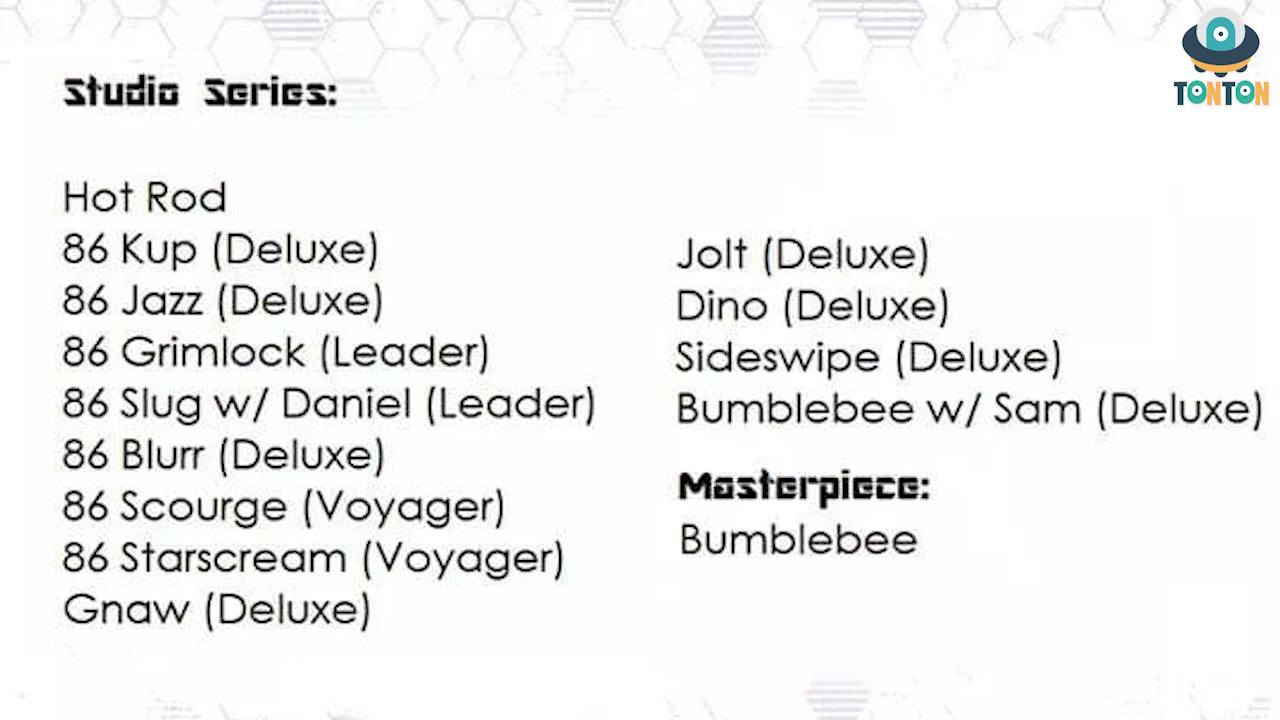 TONTON
Studio Series:
Hot Rod
86 Kup (Deluxe)
86 Jazz (Deluxe)
86 Grimlock (Leader)
86 Slug w/ Daniel (Leader)
86 Blurr (Deluxe)
86 Scourge (Voyager)
86 Starscream (Voyager)
Gnaw (Deluxe)
Jolt (Deluxe)
Dino (Deluxe)
Sideswipe (Deluxe)
Bumblebee w/ Sam (Deluxe)
Masterpiece:
Bumblebee